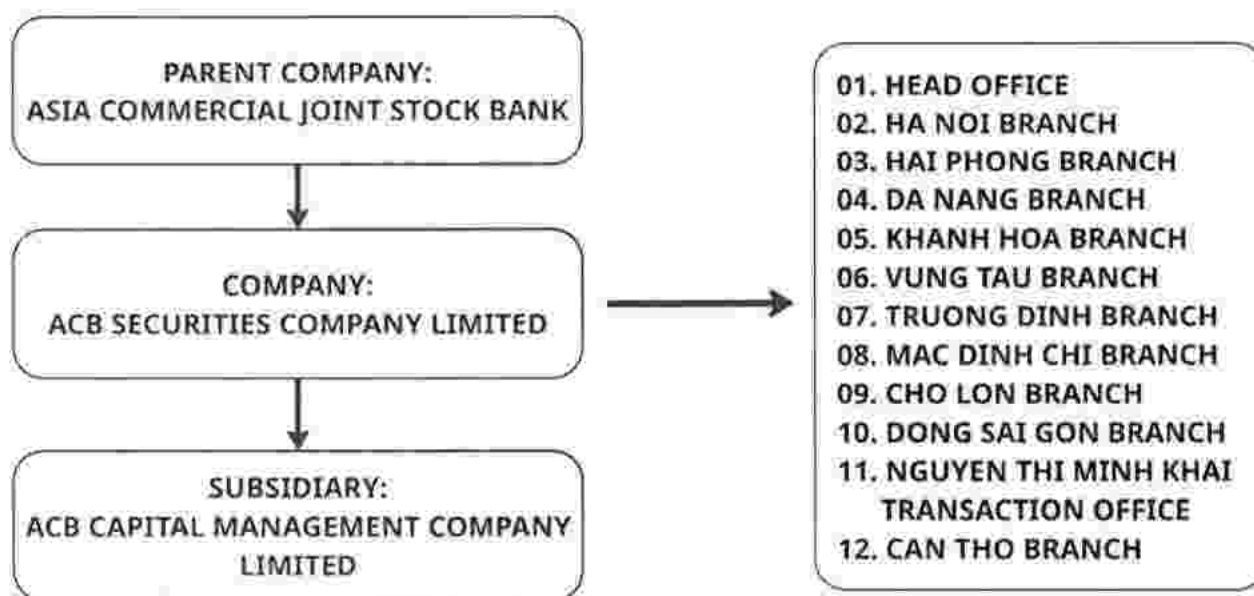 PARENT COMPANY:
ASIA COMMERCIAL JOINT STOCK BANK
COMPANY:
ACB SECURITIES COMPANY LIMITED
SUBSIDIARY:
ACB CAPITAL MANAGEMENT COMPANY
LIMITED
01. HEAD OFFICE
02. HA NOI BRANCH
03. HAI PHONG BRANCH
04. DA NANG BRANCH
05. KHANH HOA BRANCH
06. VUNG TAU BRANCH
07. TRUONG DINH BRANCH
08. MAC DINH CHI BRANCH
09. CHO LON BRANCH
10. DONG SAI GON BRANCH
11. NGUYEN THI MINH KHAI
TRANSACTION OFFICE
12. CAN THO BRANCH